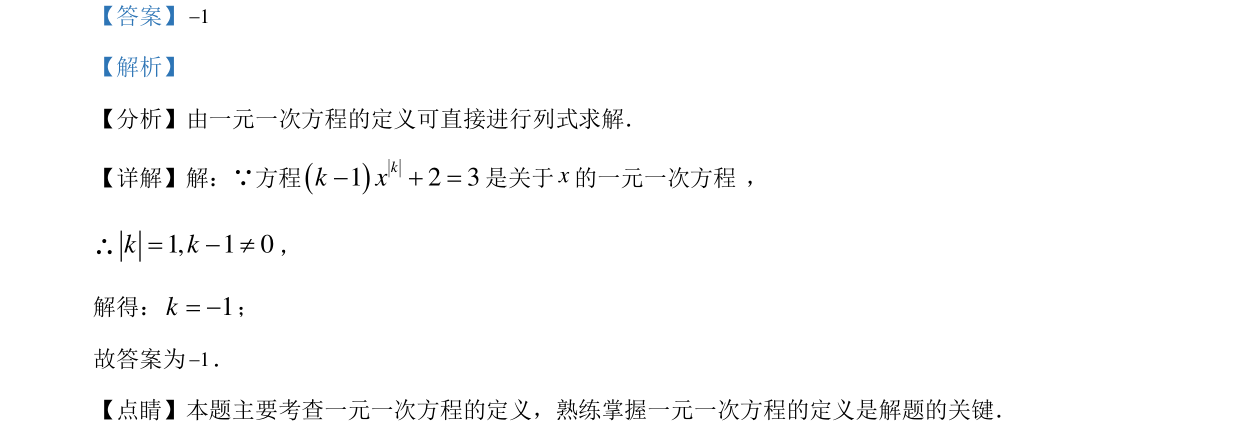 【答案】−1
【解析】
【分析】由一元一次方程的定义可直接进行列式求解．
【详解】解：∵方程(k−1)x^{|k|}+2=3是关于x的一元一次方程 ，
∴|k|=1,k−1≠0，
解得：k=−1；
故答案为−1．
【点睛】本题主要考查一元一次方程的定义，熟练掌握一元一次方程的定义是解题的关键．